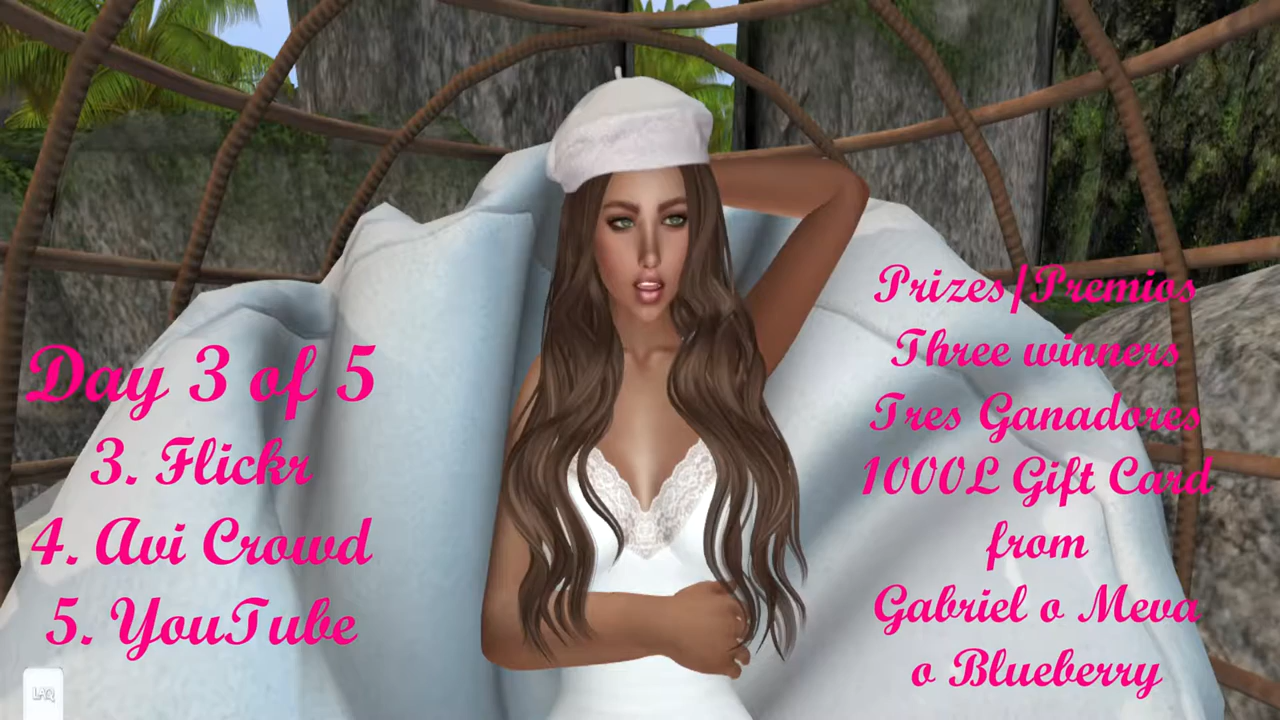 Day 3 of 5
3. Flickr
4. Avi Crowd
5. YouTube
Prizes/Premios
Three winners
Tres Ganadores
1000L Gift Card
from
Gabriel o Meva
o Blueberry
LAQ